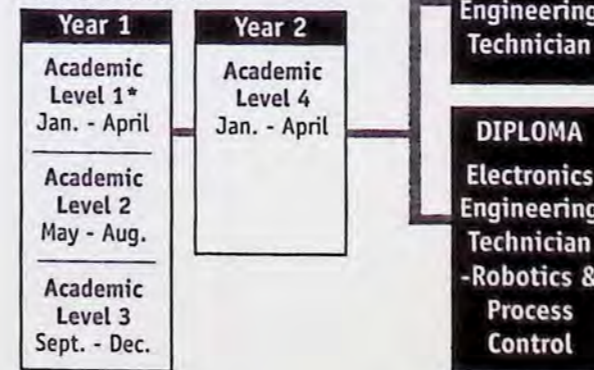 Year 1
Academic
Level 1*
Jan. - April
Academic
Level 2
May - Aug.
Academic
Level 3
Sept. - Dec.
Year 2
Academic
Level 4
Jan. - April
Engineering
Technician
DIPLOMA
Electronics
Engineering
Technician
-Robotics &
Process
Control